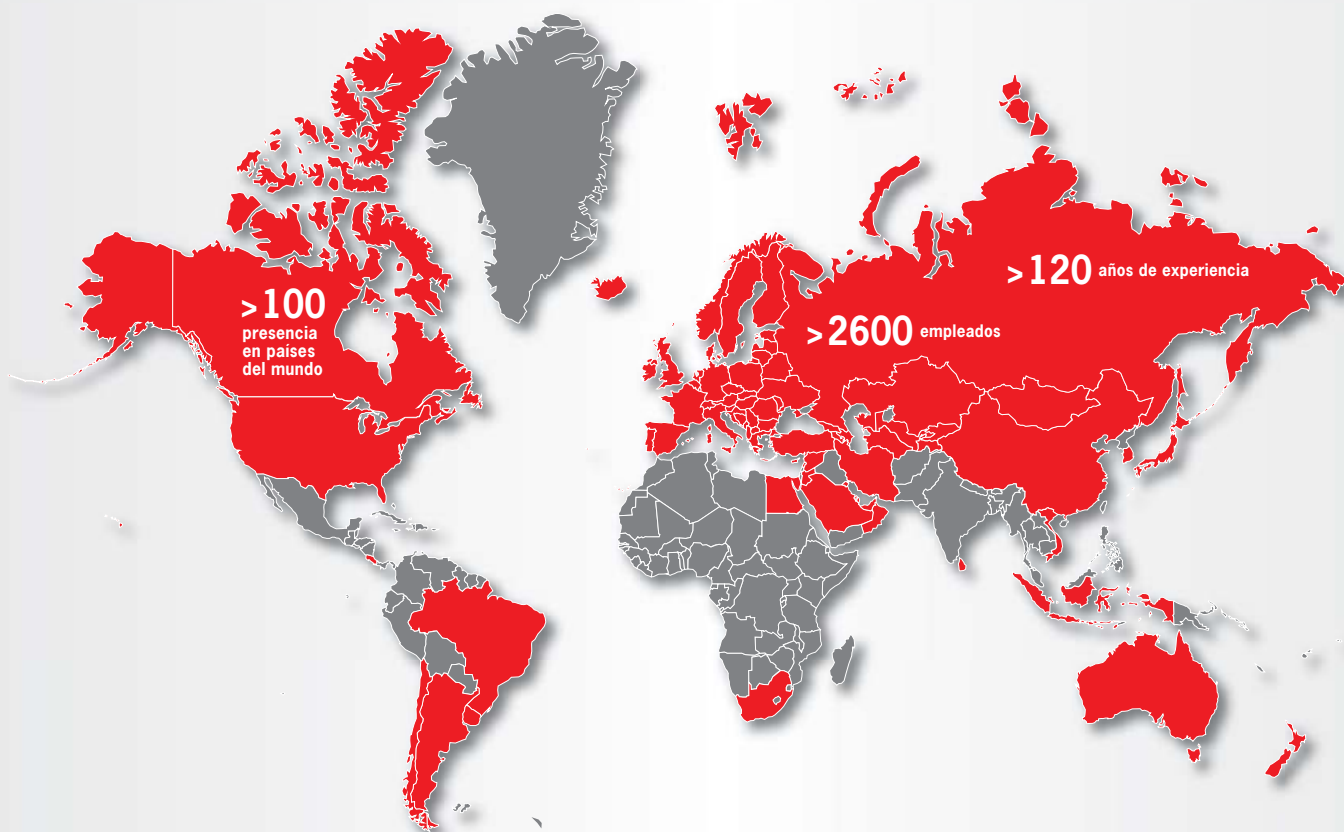 >100
presencia
en países
del mundo
>120 años de experiencia
>2600 empleados